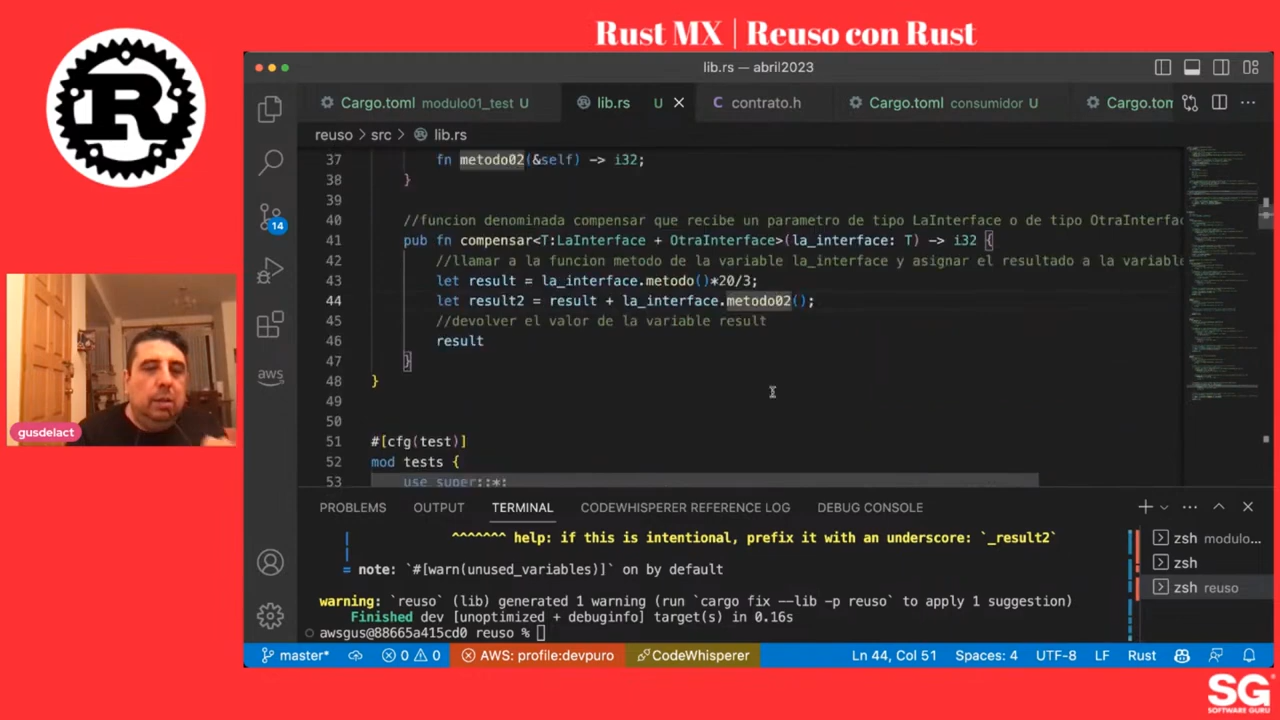 Rust MX | Reuso con Rust
R
lib.rs — abril2023
Cargo.toml modulo01_test U
lib.rs U
contrato.h
Cargo.toml consumidor U
Cargo.tom
reuso > src > lib.rs
37 fn metodo02(&self) -> i32;
38 }
39
40 //funcion denominada compensar que recibe un parametro de tipo LaInterface o de tipo OtraInterfac
41 pub fn compensar<T:LaInterface + OtraInterface>(la_interface: T) -> i32 {
42 //llamar a la funcion metodo de la variable la_interface y asignar el resultado a la variable
43 let result = la_interface.metodo()*20/3;
44 let result2 = result + la_interface.metodo02();
45 //devolver el valor de la variable result
46 result
47 }
48 }
49
50
51 #[cfg(test)]
52 mod tests {
53 use super::*;
14
aws
gusdelact
PROBLEMS OUTPUT TERMINAL CODEWHISPERER REFERENCE LOG DEBUG CONSOLE
^^^^^^^ help: if this is intentional, prefix it with an underscore: `_result2`
|
= note: `#[warn(unused_variables)]` on by default
warning: `reuso` (lib) generated 1 warning (run `cargo fix --lib -p reuso` to apply 1 suggestion)
Finished dev [unoptimized + debuginfo] target(s) in 0.16s
awsgus@88665a415cd0 reuso %
zsh modulo...
zsh
zsh reuso
master* 0 0 AWS: profile:devpuro CodeWhisperer Ln 44, Col 51 Spaces: 4 UTF-8 LF Rust
SG
SOFTWARE GURU